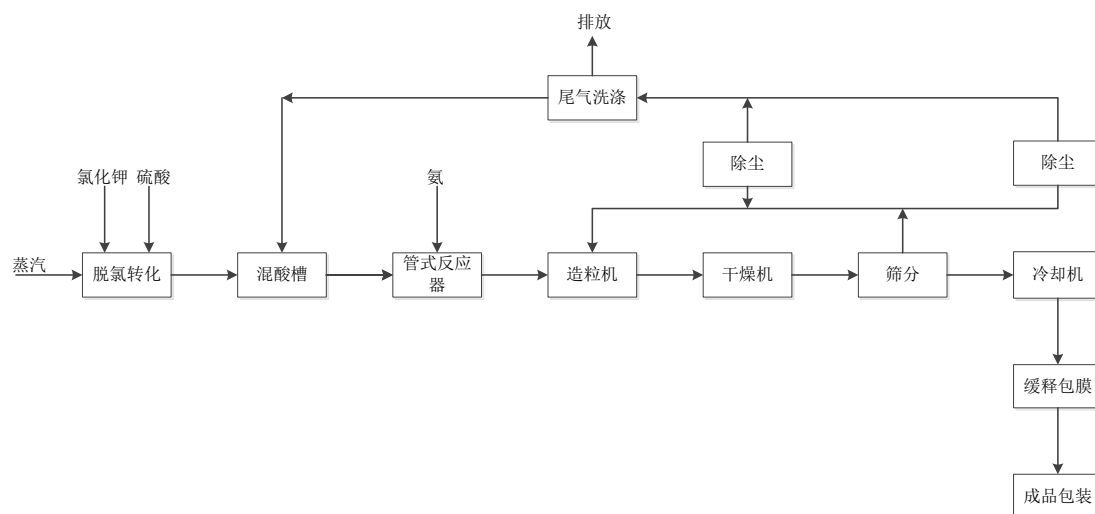 排放
尾气洗涤
除尘
除尘
氯化钾 硫酸
氨
蒸汽
脱氯转化
混酸槽
管式反应
器
造粒机
干燥机
筛分
冷却机
缓释包膜
成品包装